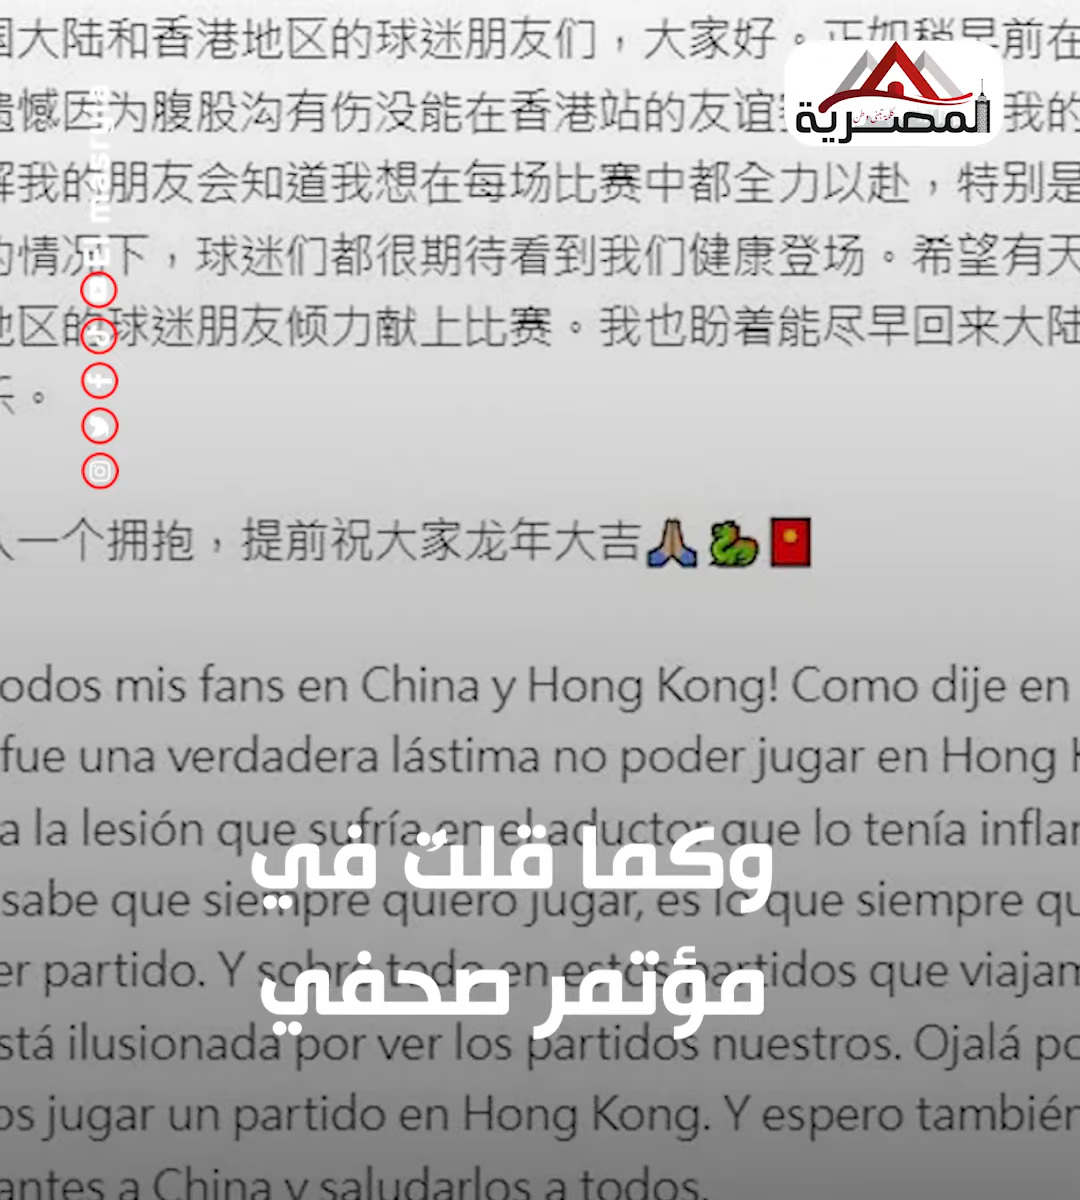 大陆和香港地区的球迷朋友们，大家好。正如稍早前在
遗憾因为腹股沟有伤没能在香港站的友谊 我的
解我的朋友会知道我想在每场比赛中都全力以赴，特别是
的情况下，球迷们都很期待看到我们健康登场。希望有天
地区的球迷朋友倾力献上比赛。我也盼着能尽早回来大陆
。
一个拥抱，提前祝大家龙年大吉🙏🏼🐉🧧
odos mis fans en China y Hong Kong! Como dije en
fue una verdadera lástima no poder jugar en Hong
a la lesión que sufría en el aductor que lo tenía inflam
sabe que siempre quiero jugar, es lo que siempre qu
er partido. Y sobre todo en estos partidos que viajam
stá ilusionada por ver los partidos nuestros. Ojalá po
os jugar un partido en Hong Kong. Y espero también
antes a China y saludarlos a todos.
المصرية
El masrya
وكما قلت في
مؤتمر صحفي